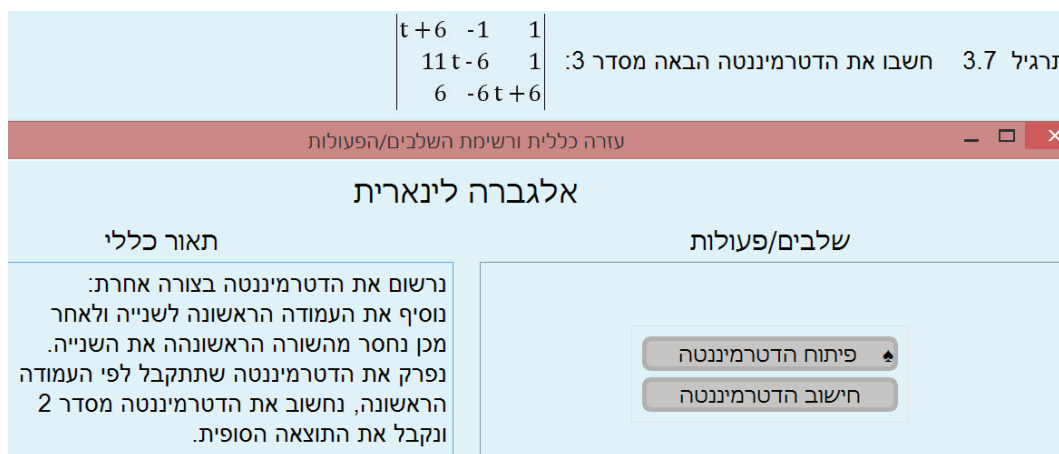 תרגיל 3.7 חשבו את הדטרמיננטה הבאה מסדר 3:
t+6 -1 1
11 t-6 1
6 -6 t+6
עזרה כללית ורשימת השלבים/הפעולות
אלגברה לינארית
שלבים/פעולות
פיתוח הדטרמיננטה
חישוב הדטרמיננטה
תאור כללי
נרשום את הדטרמיננטה בצורה אחרת:
נוסיף את העמודה הראשונה לשנייה ולאחר
מכן נחסר מהשורה הראשונהה את השנייה.
נפרק את הדטרמיננטה שתתקבל לפי העמודה
הראשונה, נחשוב את הדטרמיננטה מסדר 2
ונקבל את התוצאה הסופית.